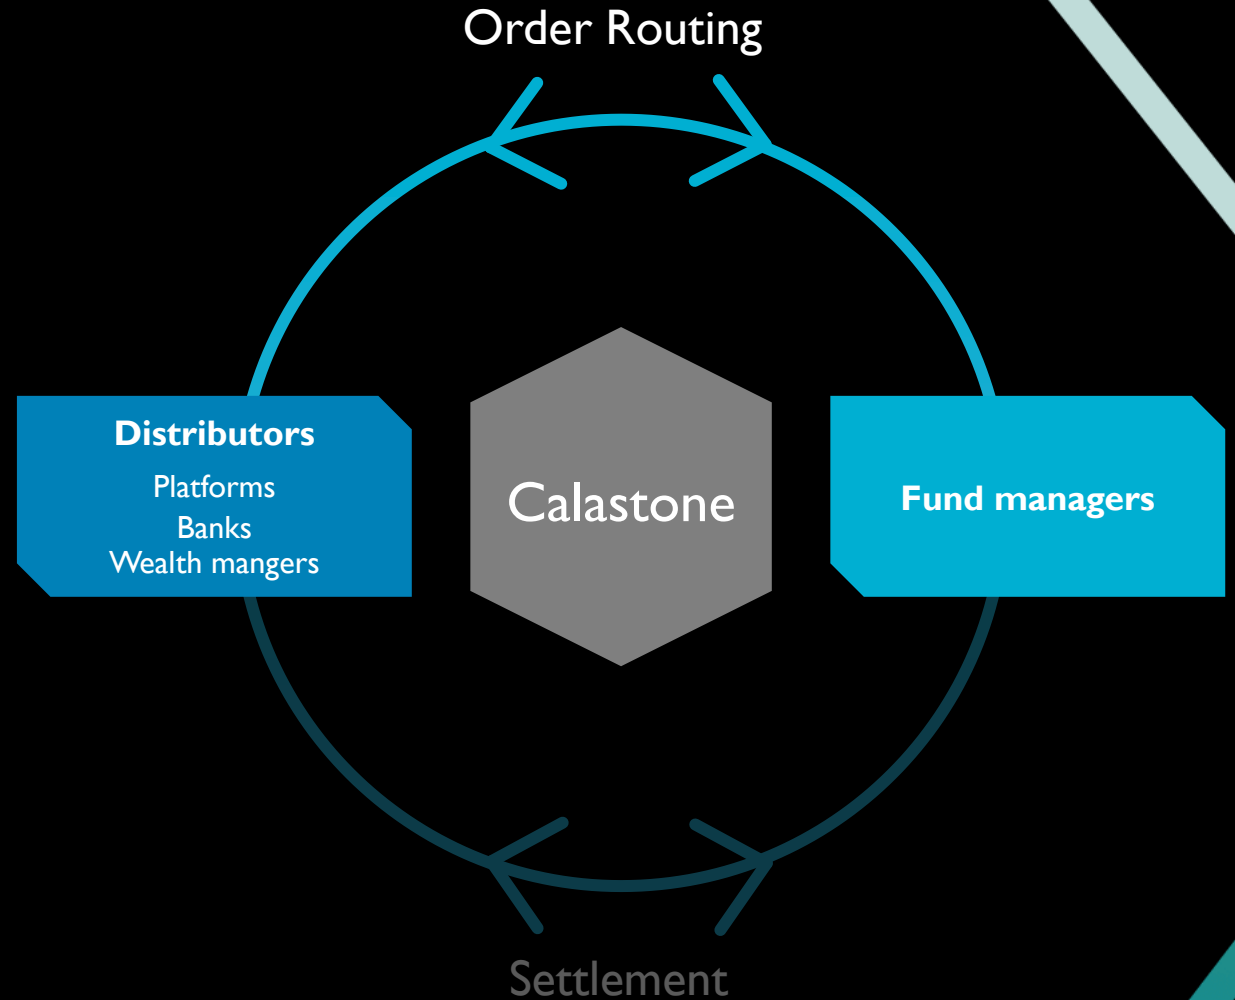 Order Routing
Distributors
Platforms
Banks
Wealth mangers
Calastone
Fund managers
Settlement